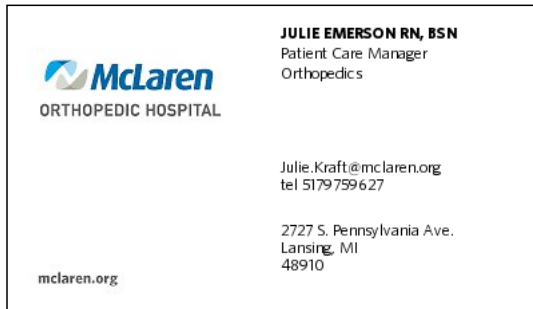 McLaren
ORTHOPEDIC HOSPITAL
mclaren.org
JULIE EMERSON RN, BSN
Patient Care Manager
Orthopedics
Julie.Kraft@mclaren.org
tel 5179759627
2727 S. Pennsylvania Ave.
Lansing, MI
48910